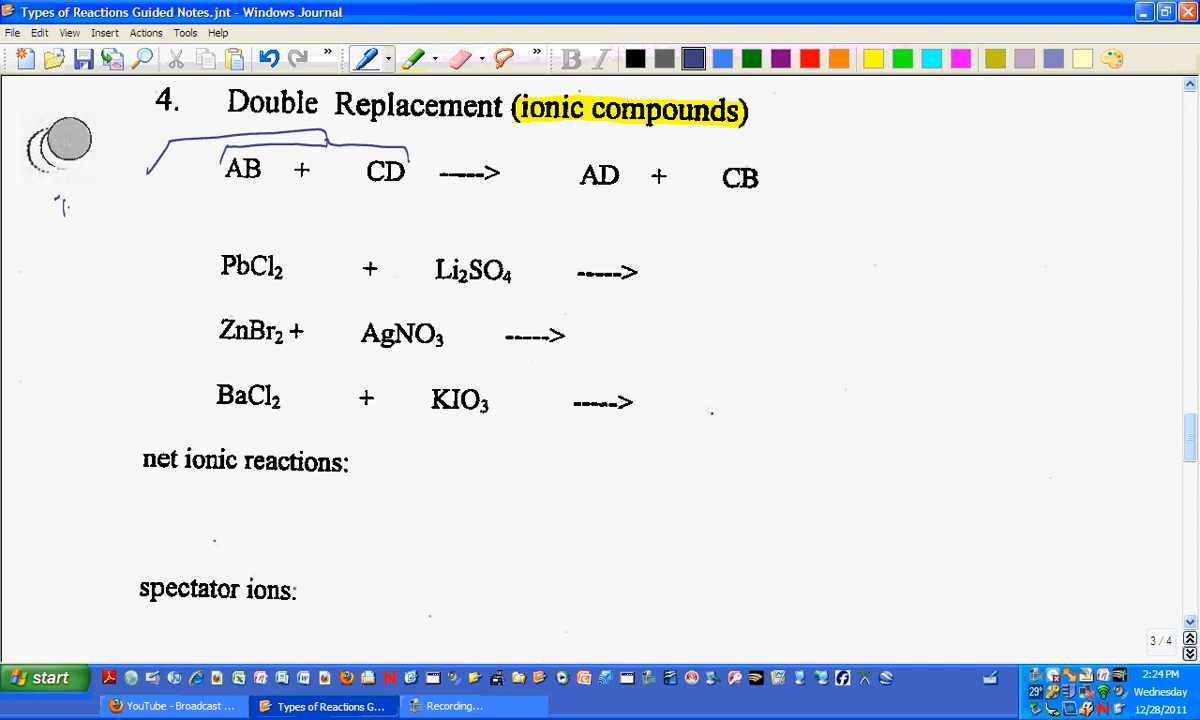 Types of Reactions Guided Notes.jnt - Windows Journal
File Edit View Insert Actions Tools Help
» B I »
4. Double Replacement (ionic compounds)
AB + CD -----> AD + CB
PbCl₂ + Li₂SO₄ ----->
ZnBr₂ + AgNO₃ ----->
BaCl₂ + KIO₃ ----->
net ionic reactions:
spectator ions:
3 / 4
start
2:24 PM
29° Wednesday
YouTube - Broadcast ... Types of Reactions G... Recording... 12/28/2011